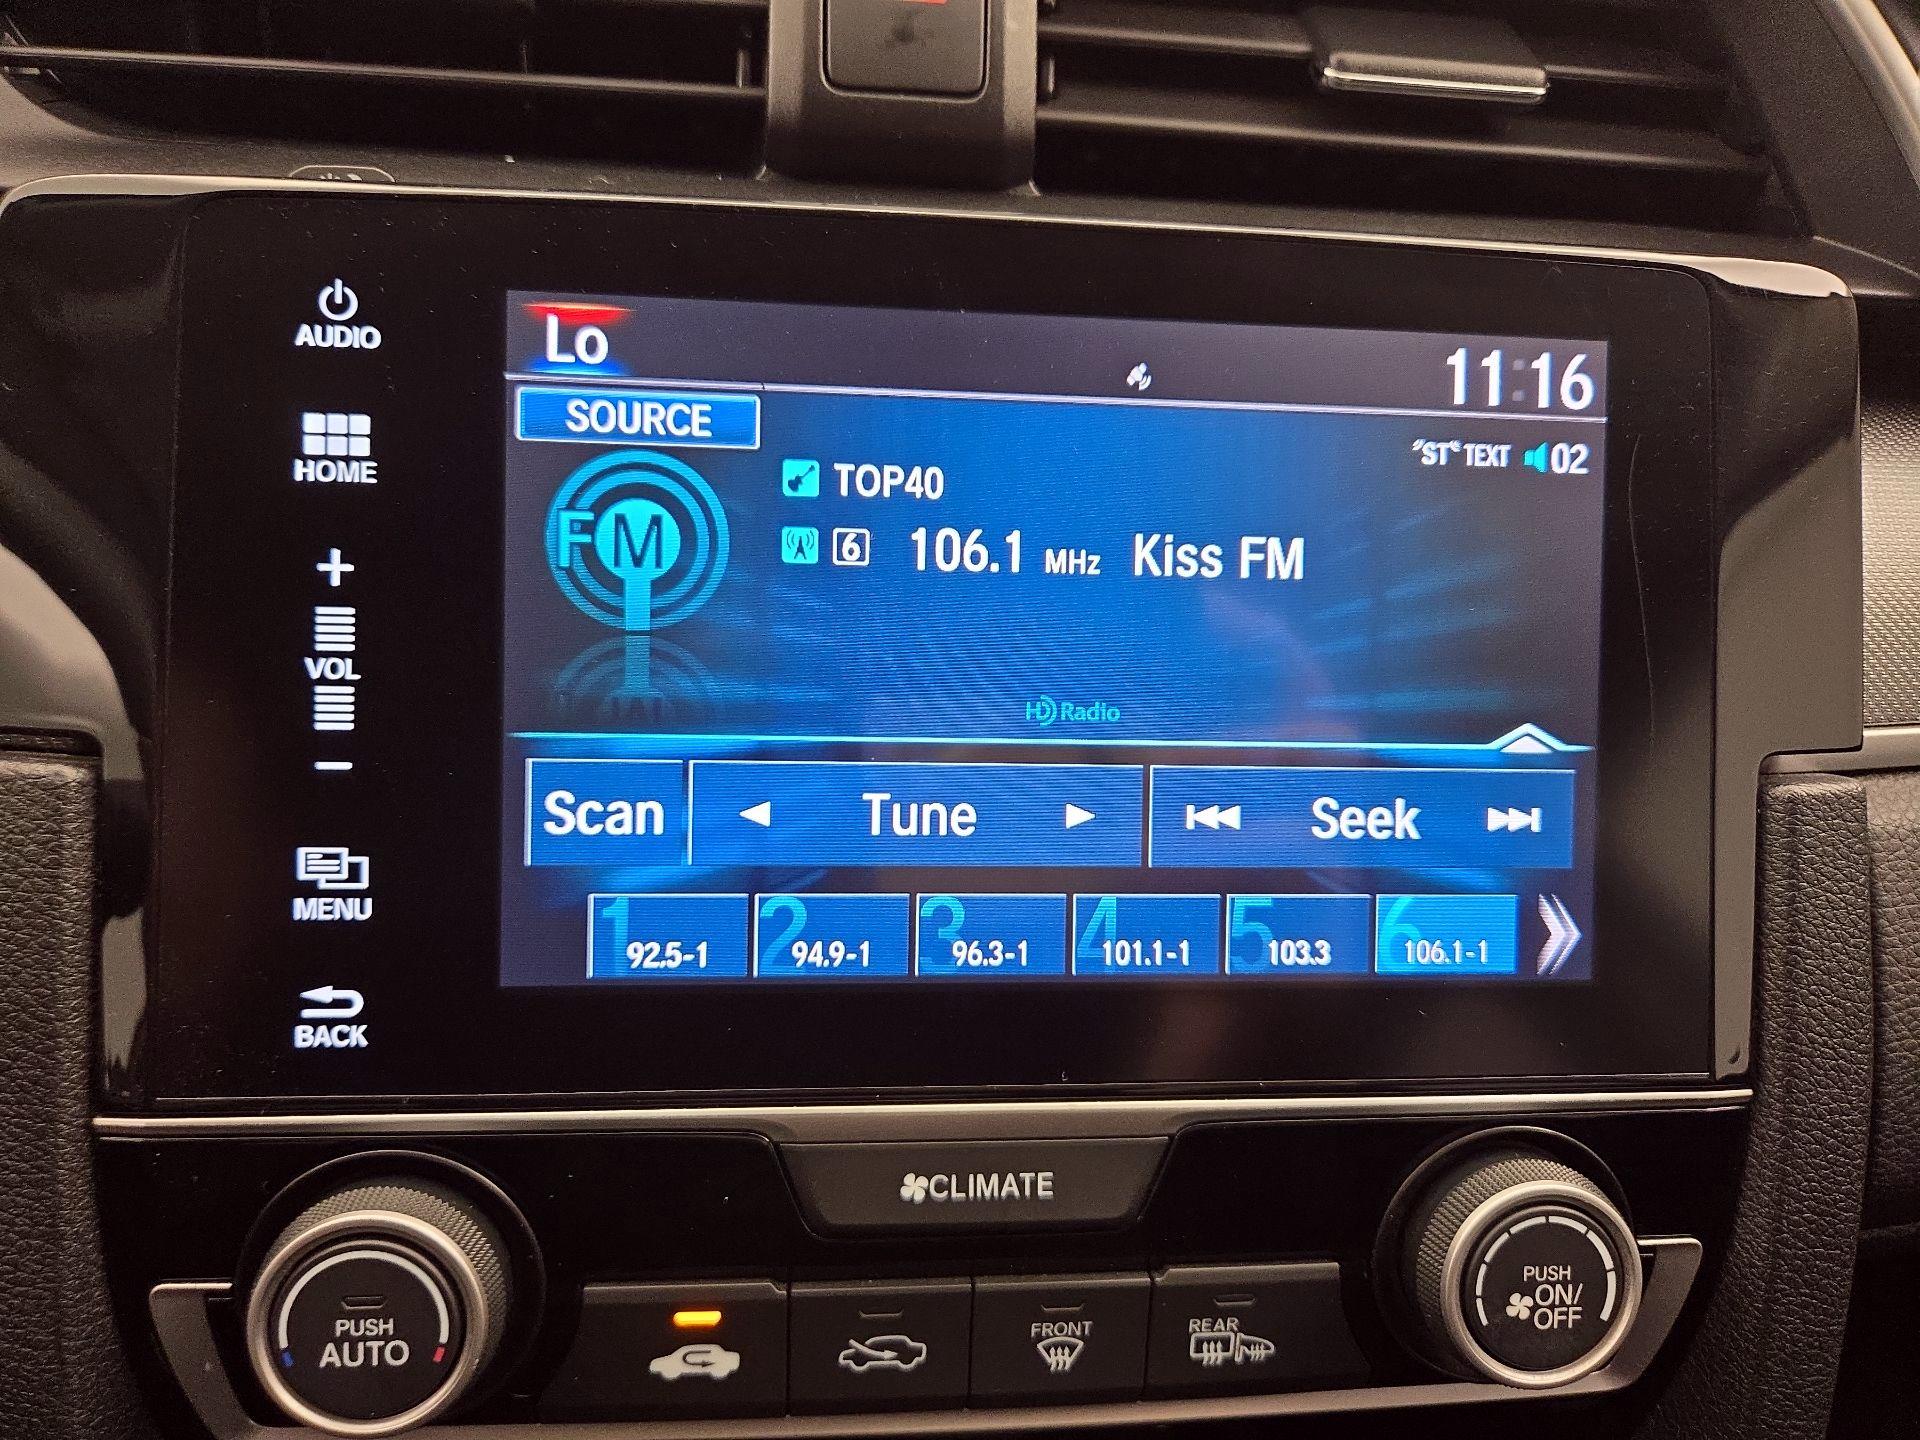 AUDIO
HOME
+
VOL
−
MENU
BACK
Lo
11:16
SOURCE
"ST" TEXT 02
FM
TOP40
6 106.1 MHz Kiss FM
HD Radio
Scan
Tune
Seek
1 92.5-1
2 94.9-1
3 96.3-1
4 101.1-1
5 103.3
6 106.1-1
CLIMATE
PUSH
AUTO
FRONT
REAR
PUSH
ON/
OFF